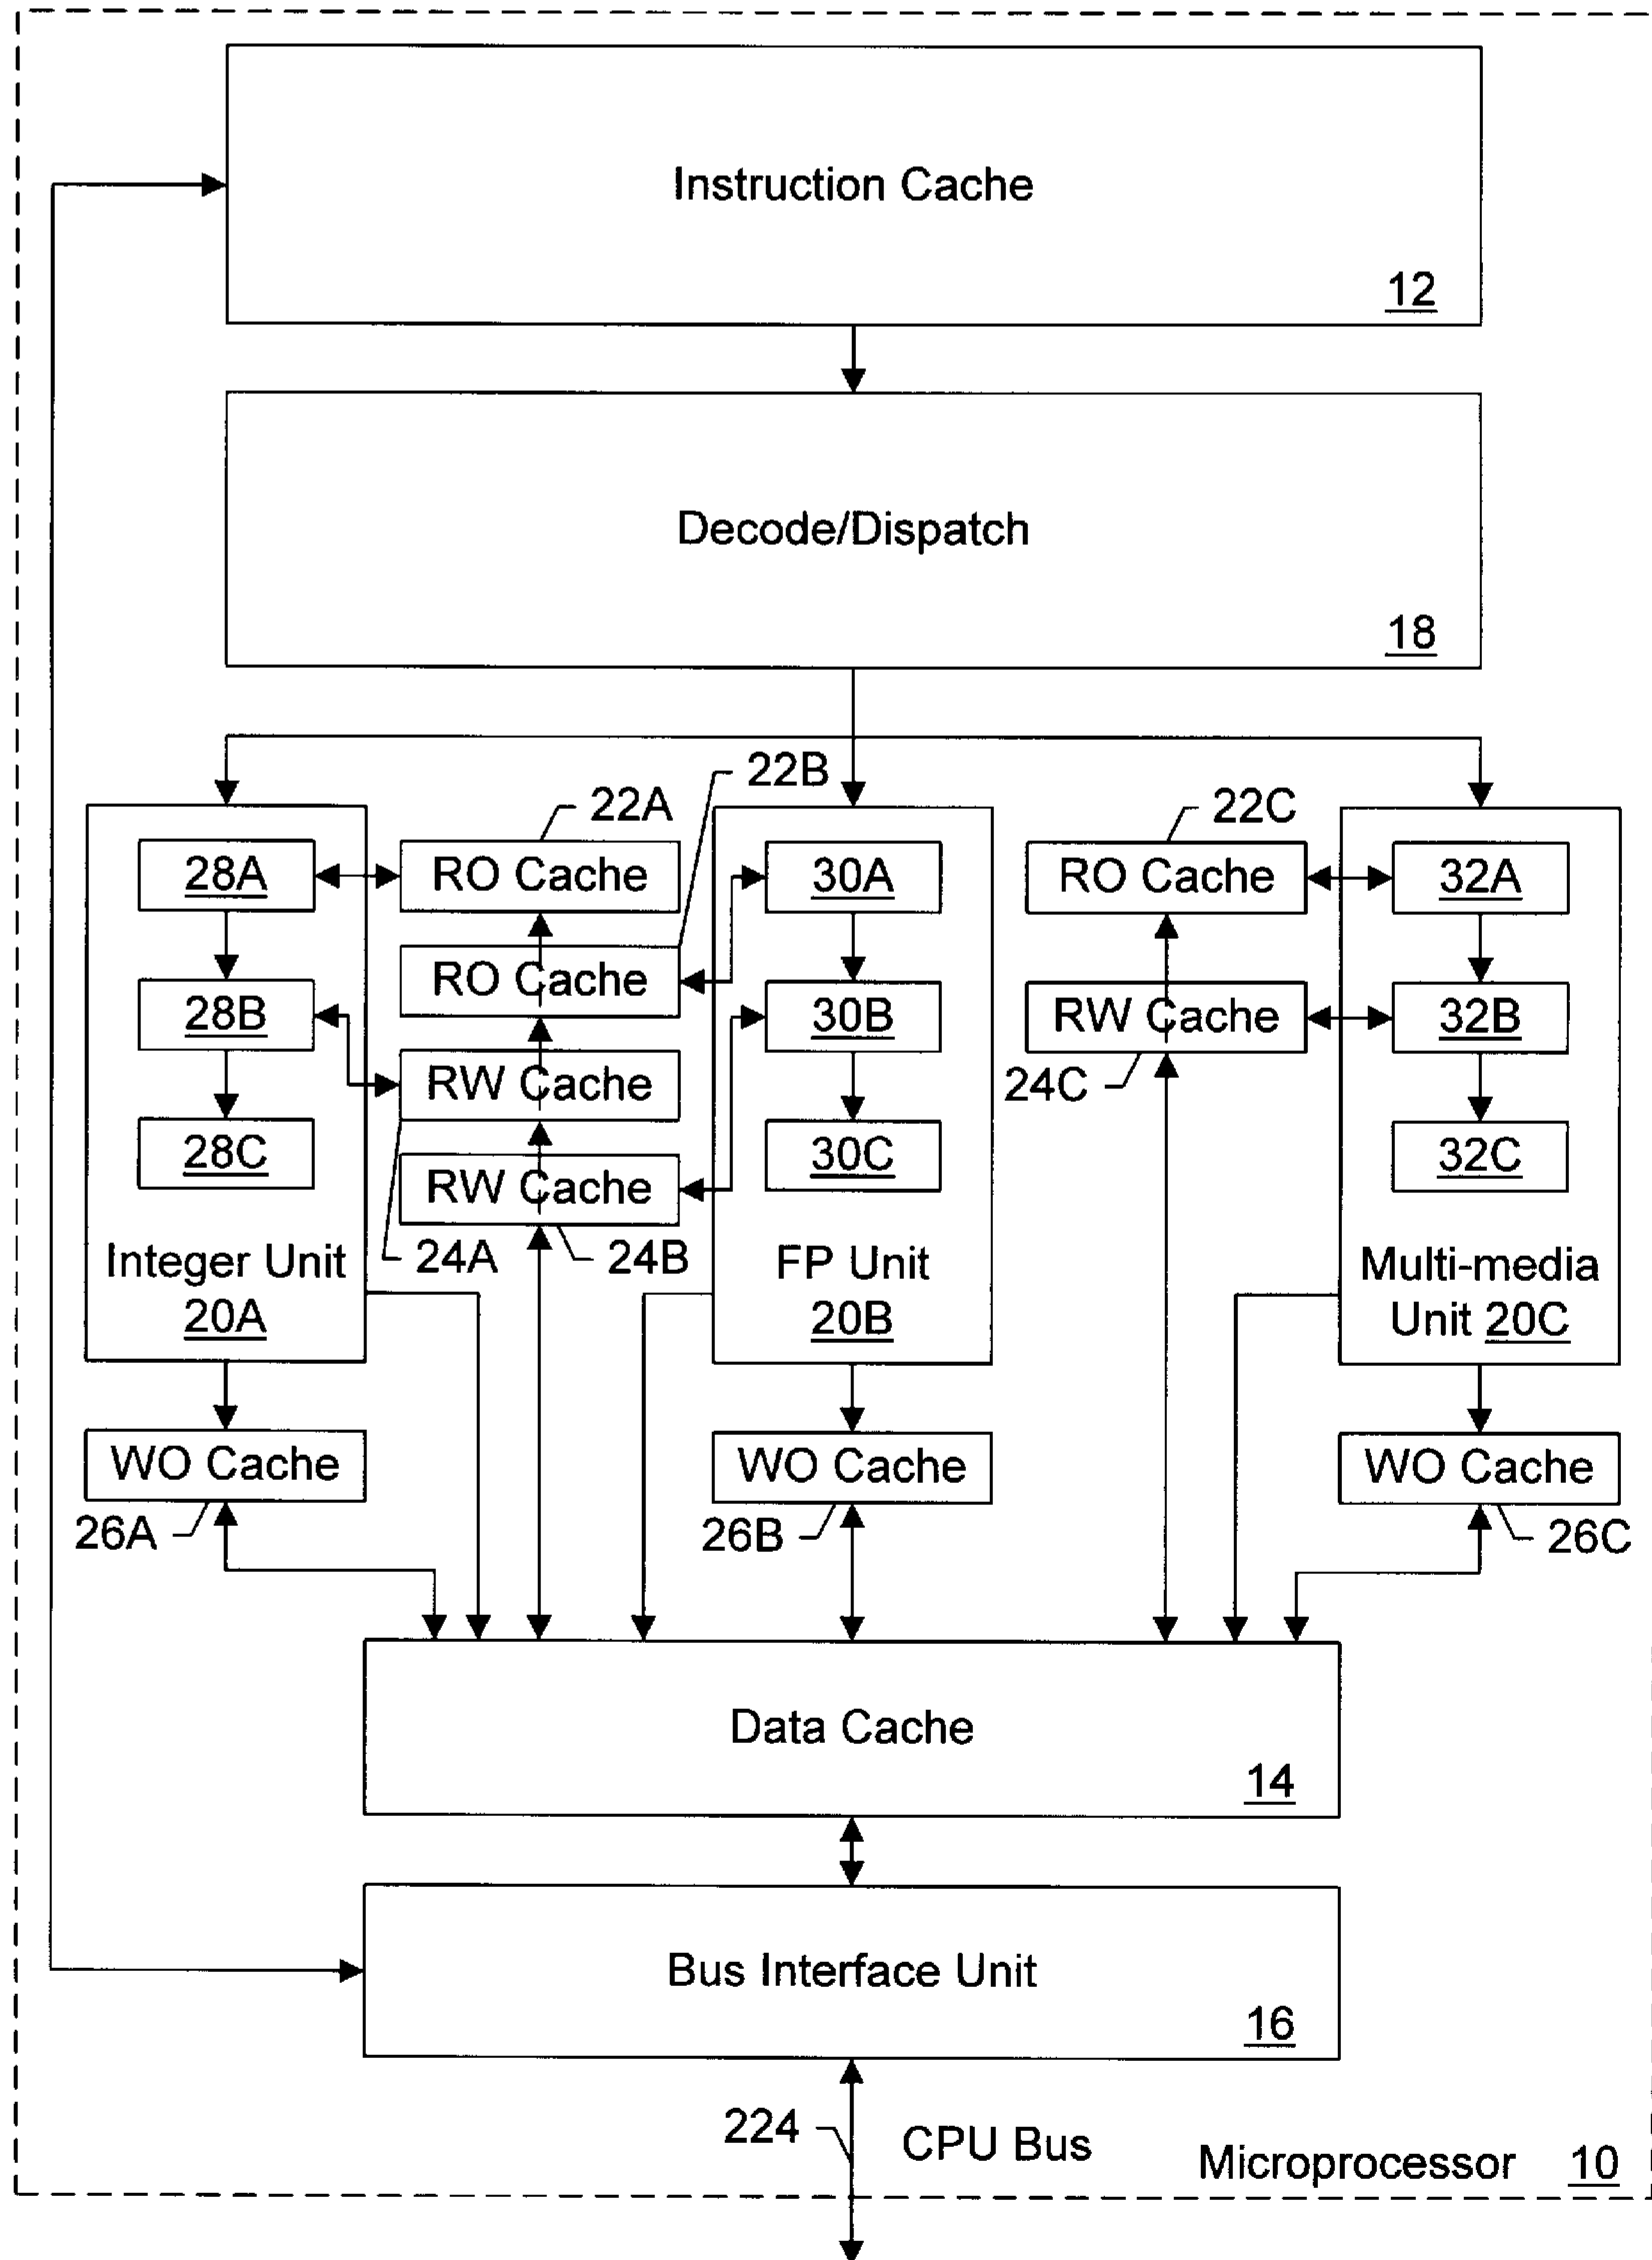 Instruction Cache
12
Decode/Dispatch
18
22B
22A
22C
28A
RO Cache
30A
RO Cache
32A
RO Cache
28B
30B
RW Cache
32B
RW Cache
24C
28C
30C
32C
RW Cache
Integer Unit
20A
24A
24B
FP Unit
20B
Multi-media
Unit 20C
WO Cache
WO Cache
WO Cache
26A
26B
26C
Data Cache
14
Bus Interface Unit
16
224
CPU Bus
Microprocessor 10